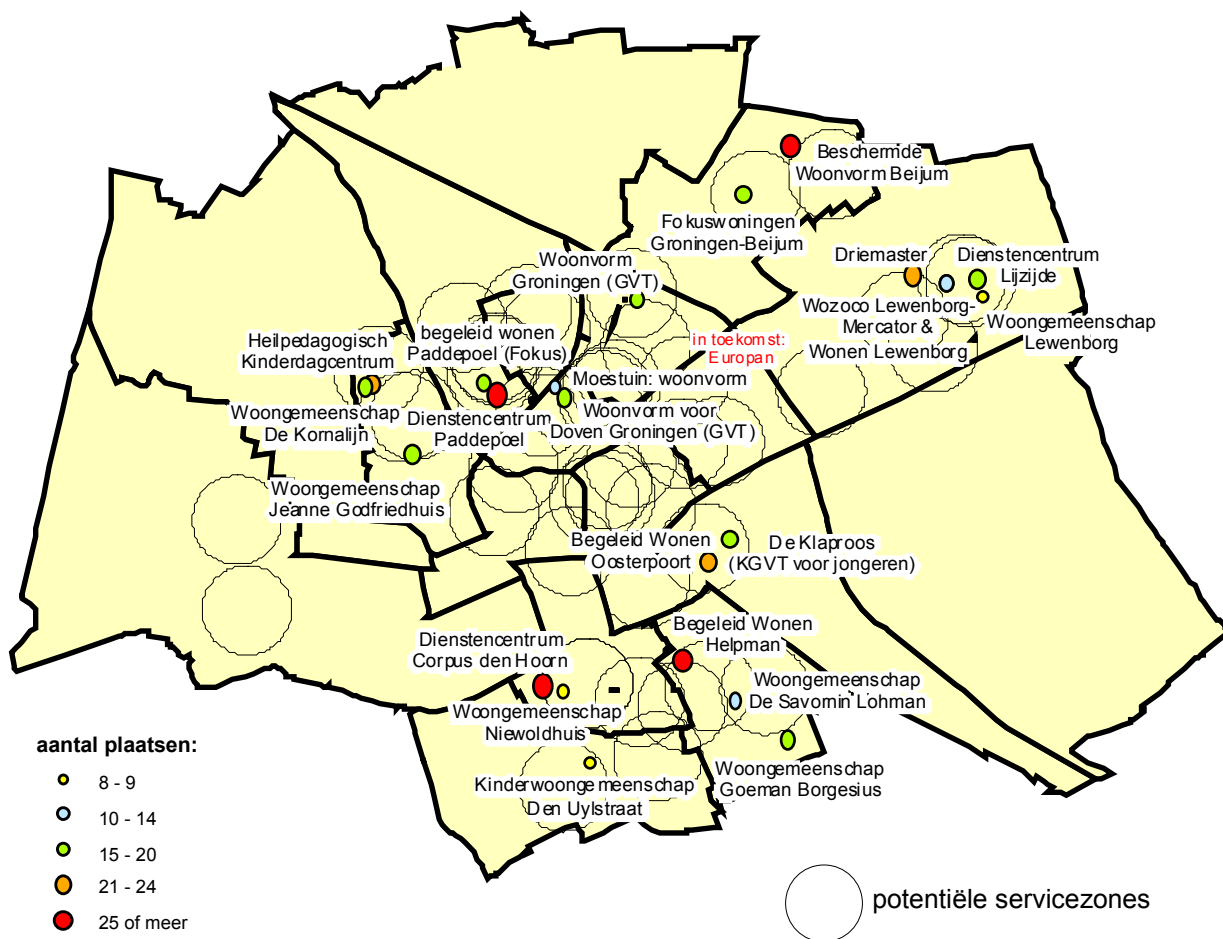 Beschermde
Woonvorm Beijum
Fokuswoningen
Groningen-Beijum
Driemaster
Dienstencentrum
Lijzijde
Wozoco Lewenborg-
Mercator &
Wonen Lewenborg
Woongemeenschap
Lewenborg
Woonvorm
Groningen (GVT)
in toekomst:
Europan
begeleid wonen
Paddepoel (Fokus)
Heilpedagogisch
Kinderdagcentrum
Moestuin: woonvorm
Woonvorm voor
Doven Groningen (GVT)
Dienstencentrum
Paddepoel
Woongemeenschap
De Kornalijn
Woongemeenschap
Jeanne Godfriedhuis
Begeleid Wonen
Oosterpoort
De Klaproos
(KGVT voor jongeren)
Begeleid Wonen
Helpman
Dienstencentrum
Corpus den Hoorn
Woongemeenschap
De Savornin Lohman
Woongemeenschap
Niewoldhuis
Woongemeenschap
Goeman Borgesius
Kinderwoongemeenschap
Den Uylstraat
aantal plaatsen:
8 - 9
10 - 14
15 - 20
21 - 24
25 of meer
potentiële servicezones